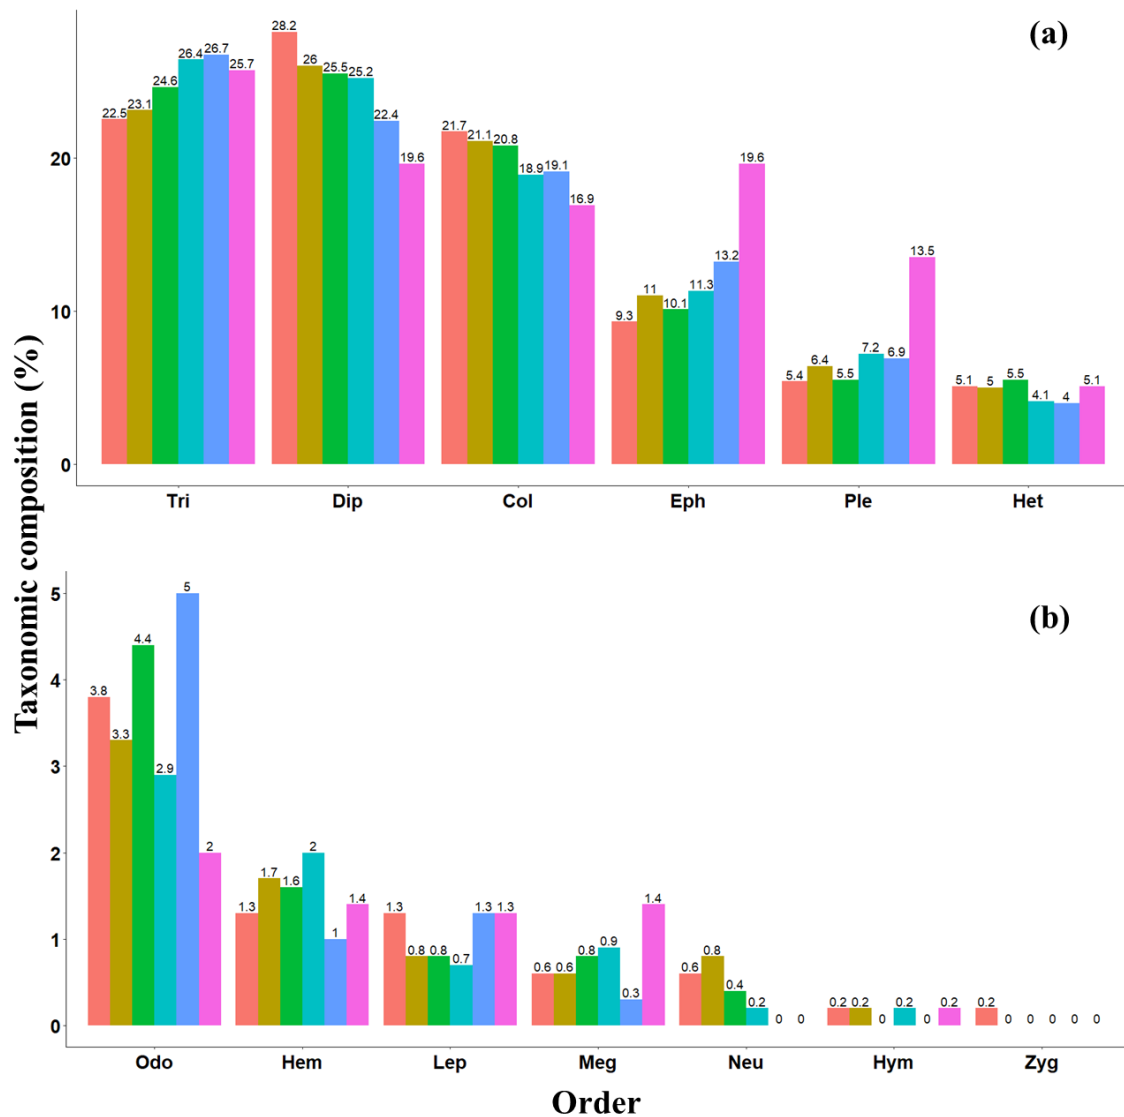 (a)
28.2
26.4 26.7
26 25.5 25.2 25.7
24.6
22.5 23.1 22.4
21.7 21.1 20.8
20
19.6 19.6
18.9 19.1
16.9
13.2 13.5
11 11.3
10
9.3 10.1
7.2
6.4 6.9
5.4 5.5 5.1 5 5.5 5.1
4.1 4
0
Tri Dip Col Eph Ple Het
Taxonomic composition (%)
(b)
5 5
4.4
4
3.8
3.3
3
2.9
2 2 2
1.7 1.6
1.3 1.4 1.3 1.3 1.3 1.4
1 1
0.8 0.8 0.7 0.8 0.9 0.8
0.6 0.6 0.6
0.3 0.4
0.2 0.2 0.2 0.2 0.2 0.2
0 0 0 0 0 0 0 0 0 0
Odo Hem Lep Meg Neu Hym Zyg
Order